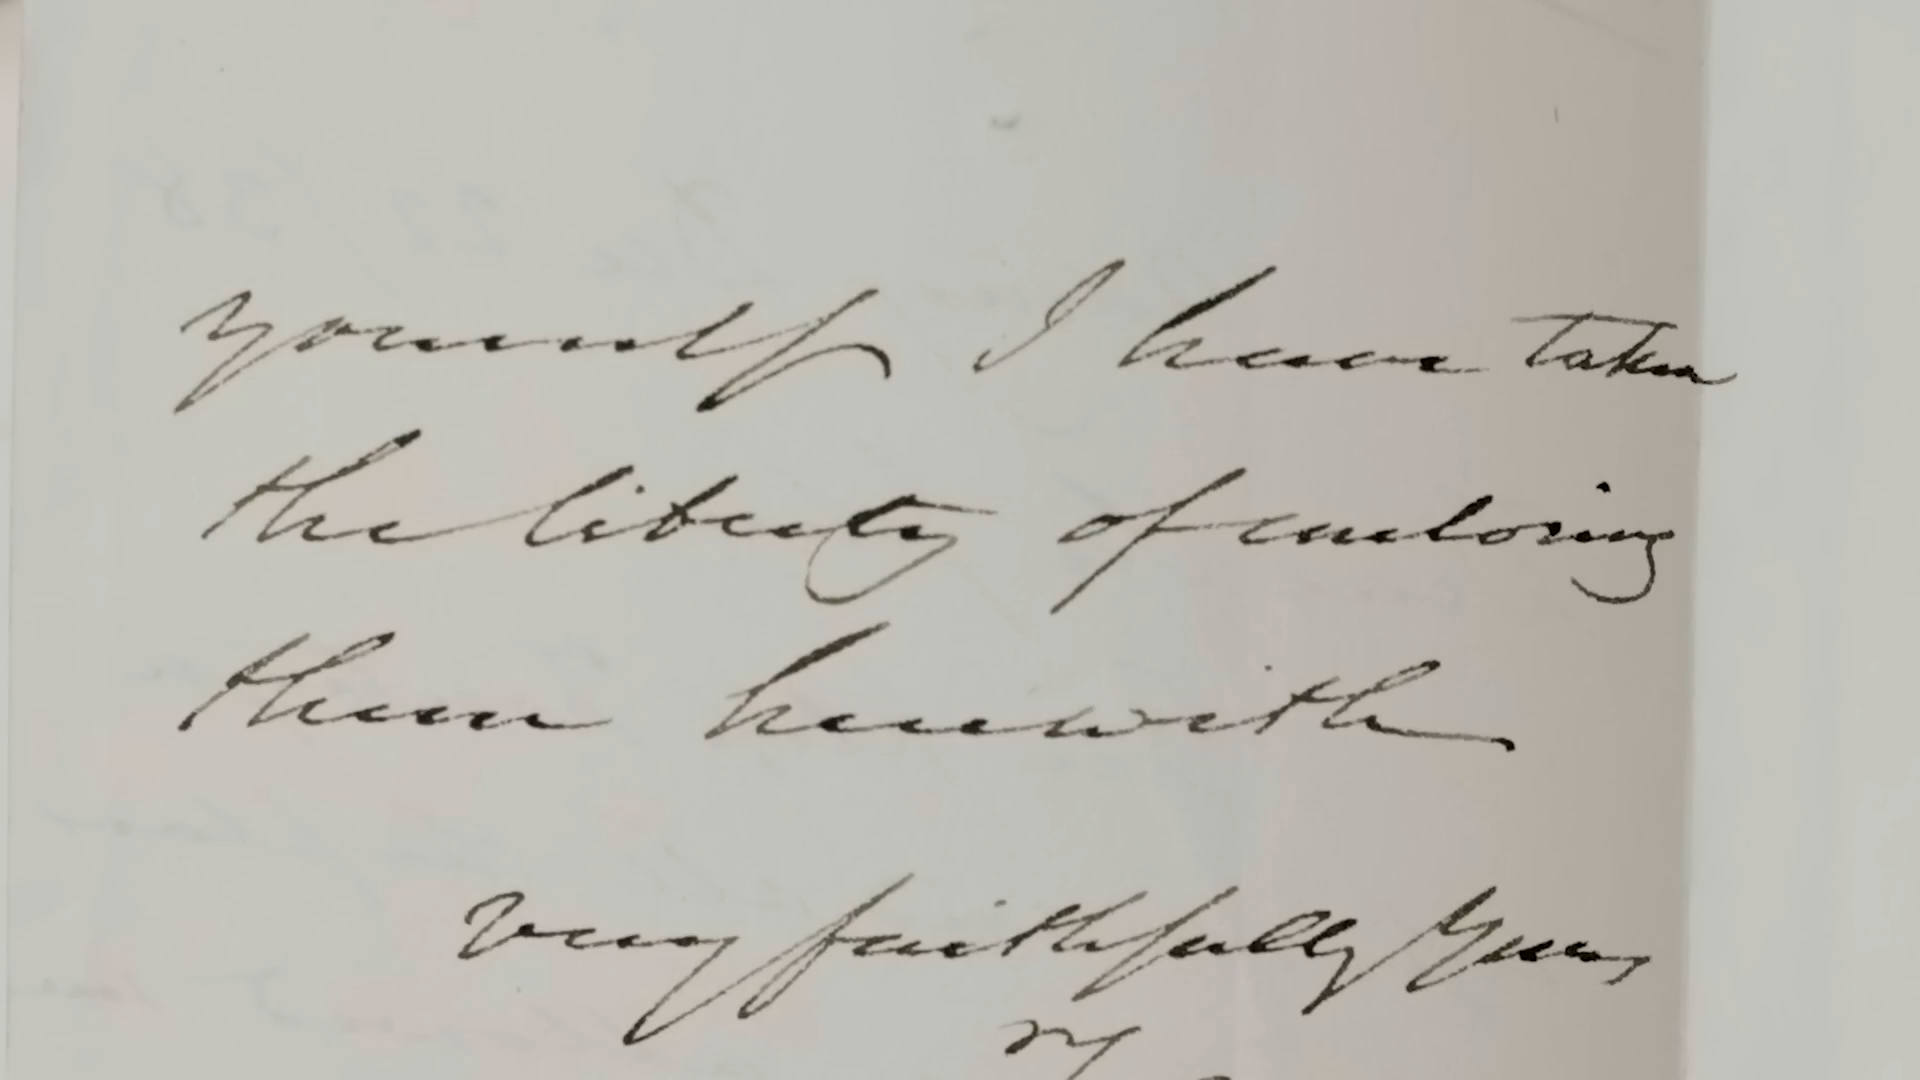 yourself I have taken
the liberty of enclosing
them herewith
Very faithfully Yours